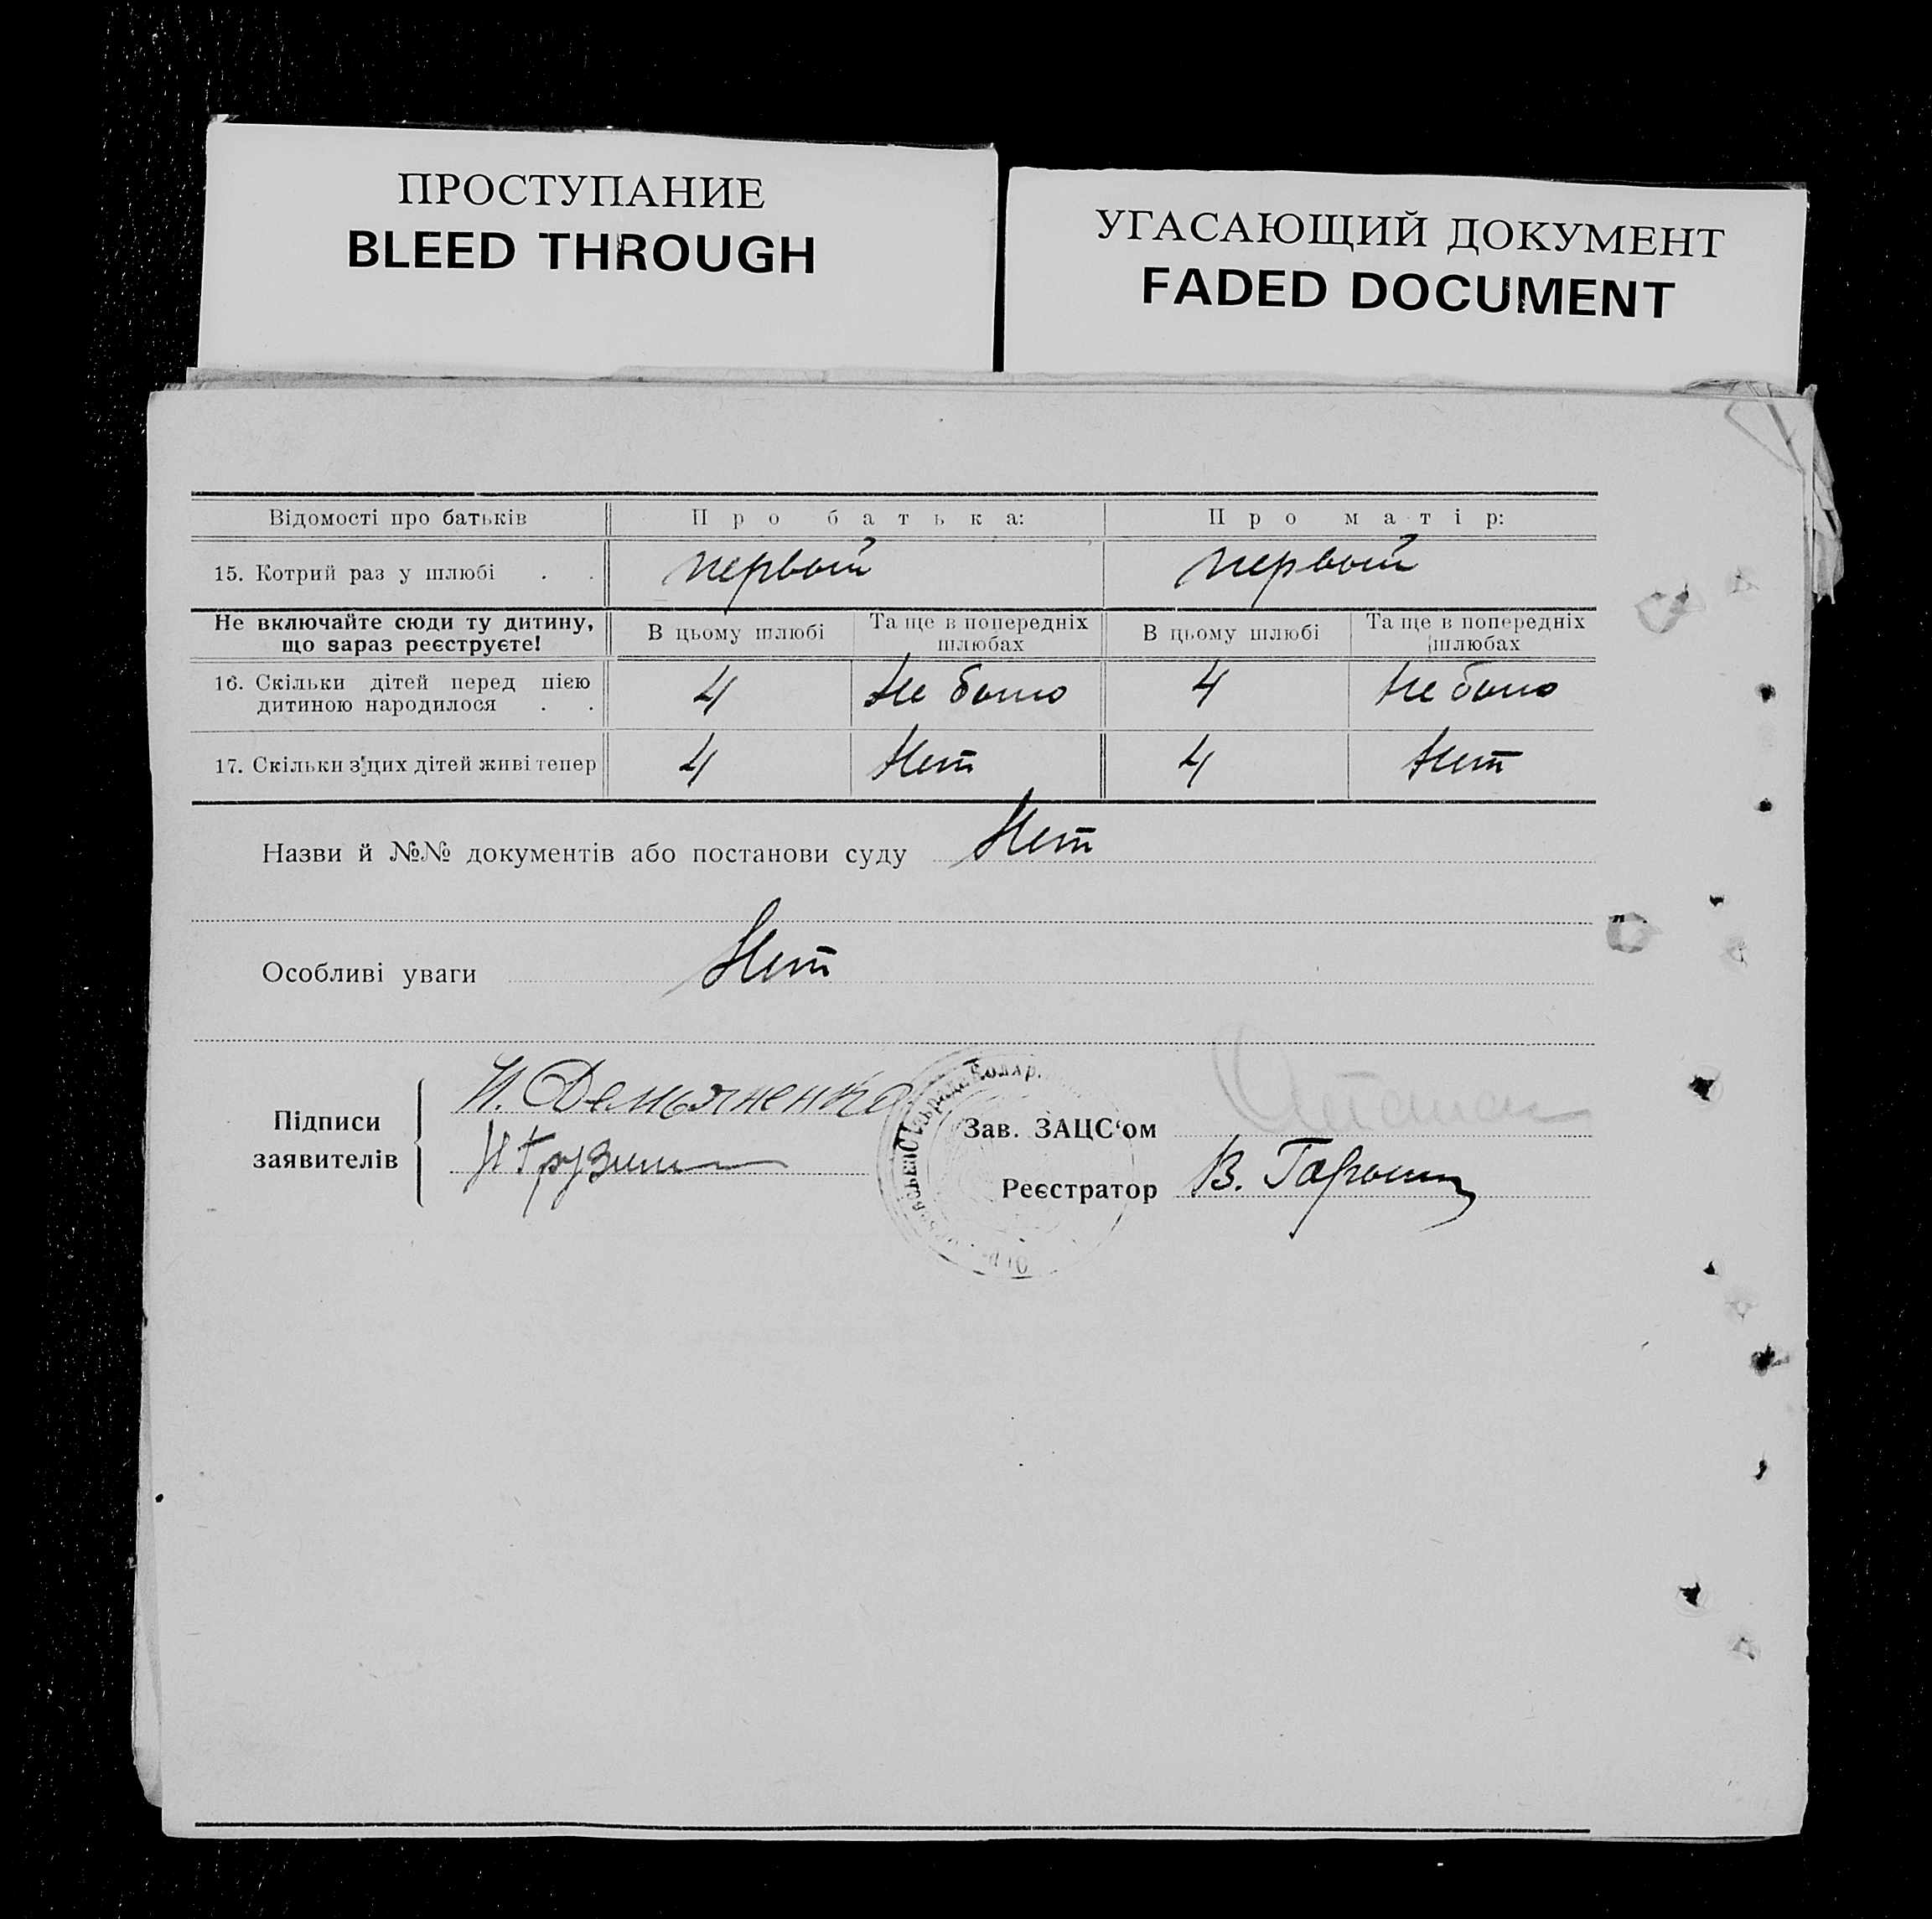 ПРОСТУПАНИЕ
BLEED THROUGH
УГАСАЮЩИЙ ДОКУМЕНТ
FADED DOCUMENT
Відомості про батьків Про батька: Про матір:
15. Котрий раз у шлюбі . . первый первый
Не включайте сюди ту дитину, що зараз реєструєте! В цьому шлюбі Та ще в попередніх шлюбах В цьому шлюбі Та ще в попередніх шлюбах
16. Скільки дітей перед цією дитиною народилося . . 4 Не было 4 Не было
17. Скільки з цих дітей живі тепер 4 Нет 4 Нет
Назви й №№ документів або постанови суду Нет
Особливі уваги Нет
Підписи заявителів
И. Демьяненко
Зав. ЗАЦС‘ом
Реєстратор В.